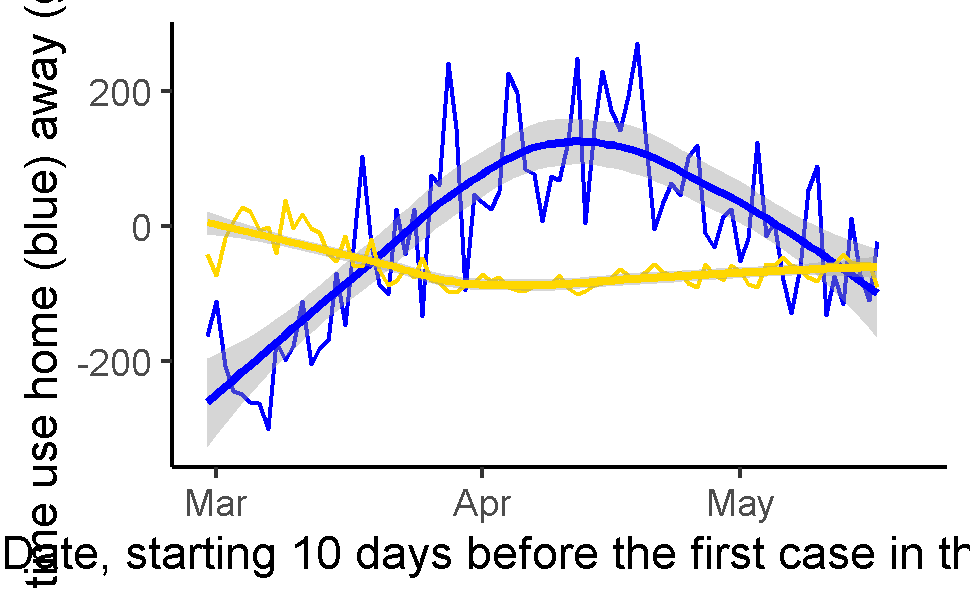 time use home (blue) away (
200
0
-200
Mar Apr May
Date, starting 10 days before the first case in th